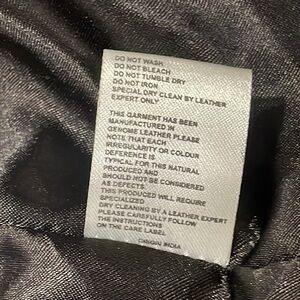 DO NOT WASH
DO NOT BLEACH
DO NOT TUMBLE DRY
DO NOT IRON
SPECIAL DRY CLEAN BY LEATHER
EXPERT ONLY
THIS GARMENT HAS BEEN
MANUFACTURED IN
GENOME LEATHER PLEASE
NOTE THAT EACH
IRREGULARITY OR COLOUR
DEFERENCE IS
TYPICAL FOR THIS NATURAL
PRODUCED AND
SHOULD NOT BE CONSIDERED
AS DEFECTS.
THIS PRODUCED WILL REQUIRE
SPECIALIZED
DRY CLEANING BY A LEATHER EXPERT
PLEASE CAREFULLY FOLLOW
THE INSTRUCTIONS
ON THE CARE LABEL
ORIGIN: INDIA